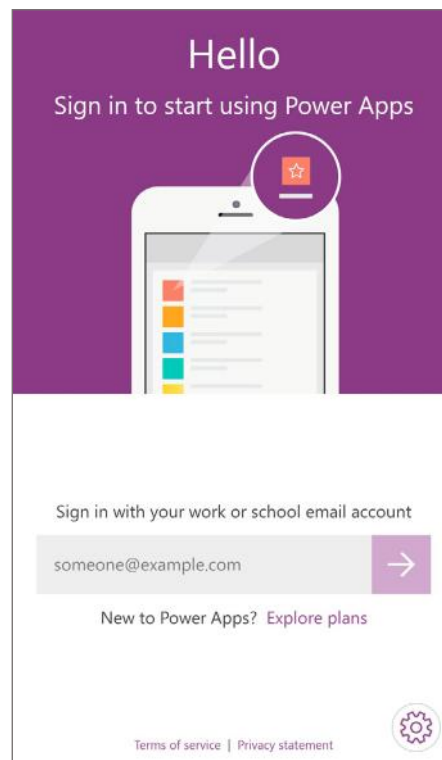 Hello
Sign in to start using Power Apps
Sign in with your work or school email account
someone@example.com
New to Power Apps? Explore plans
Terms of service | Privacy statement